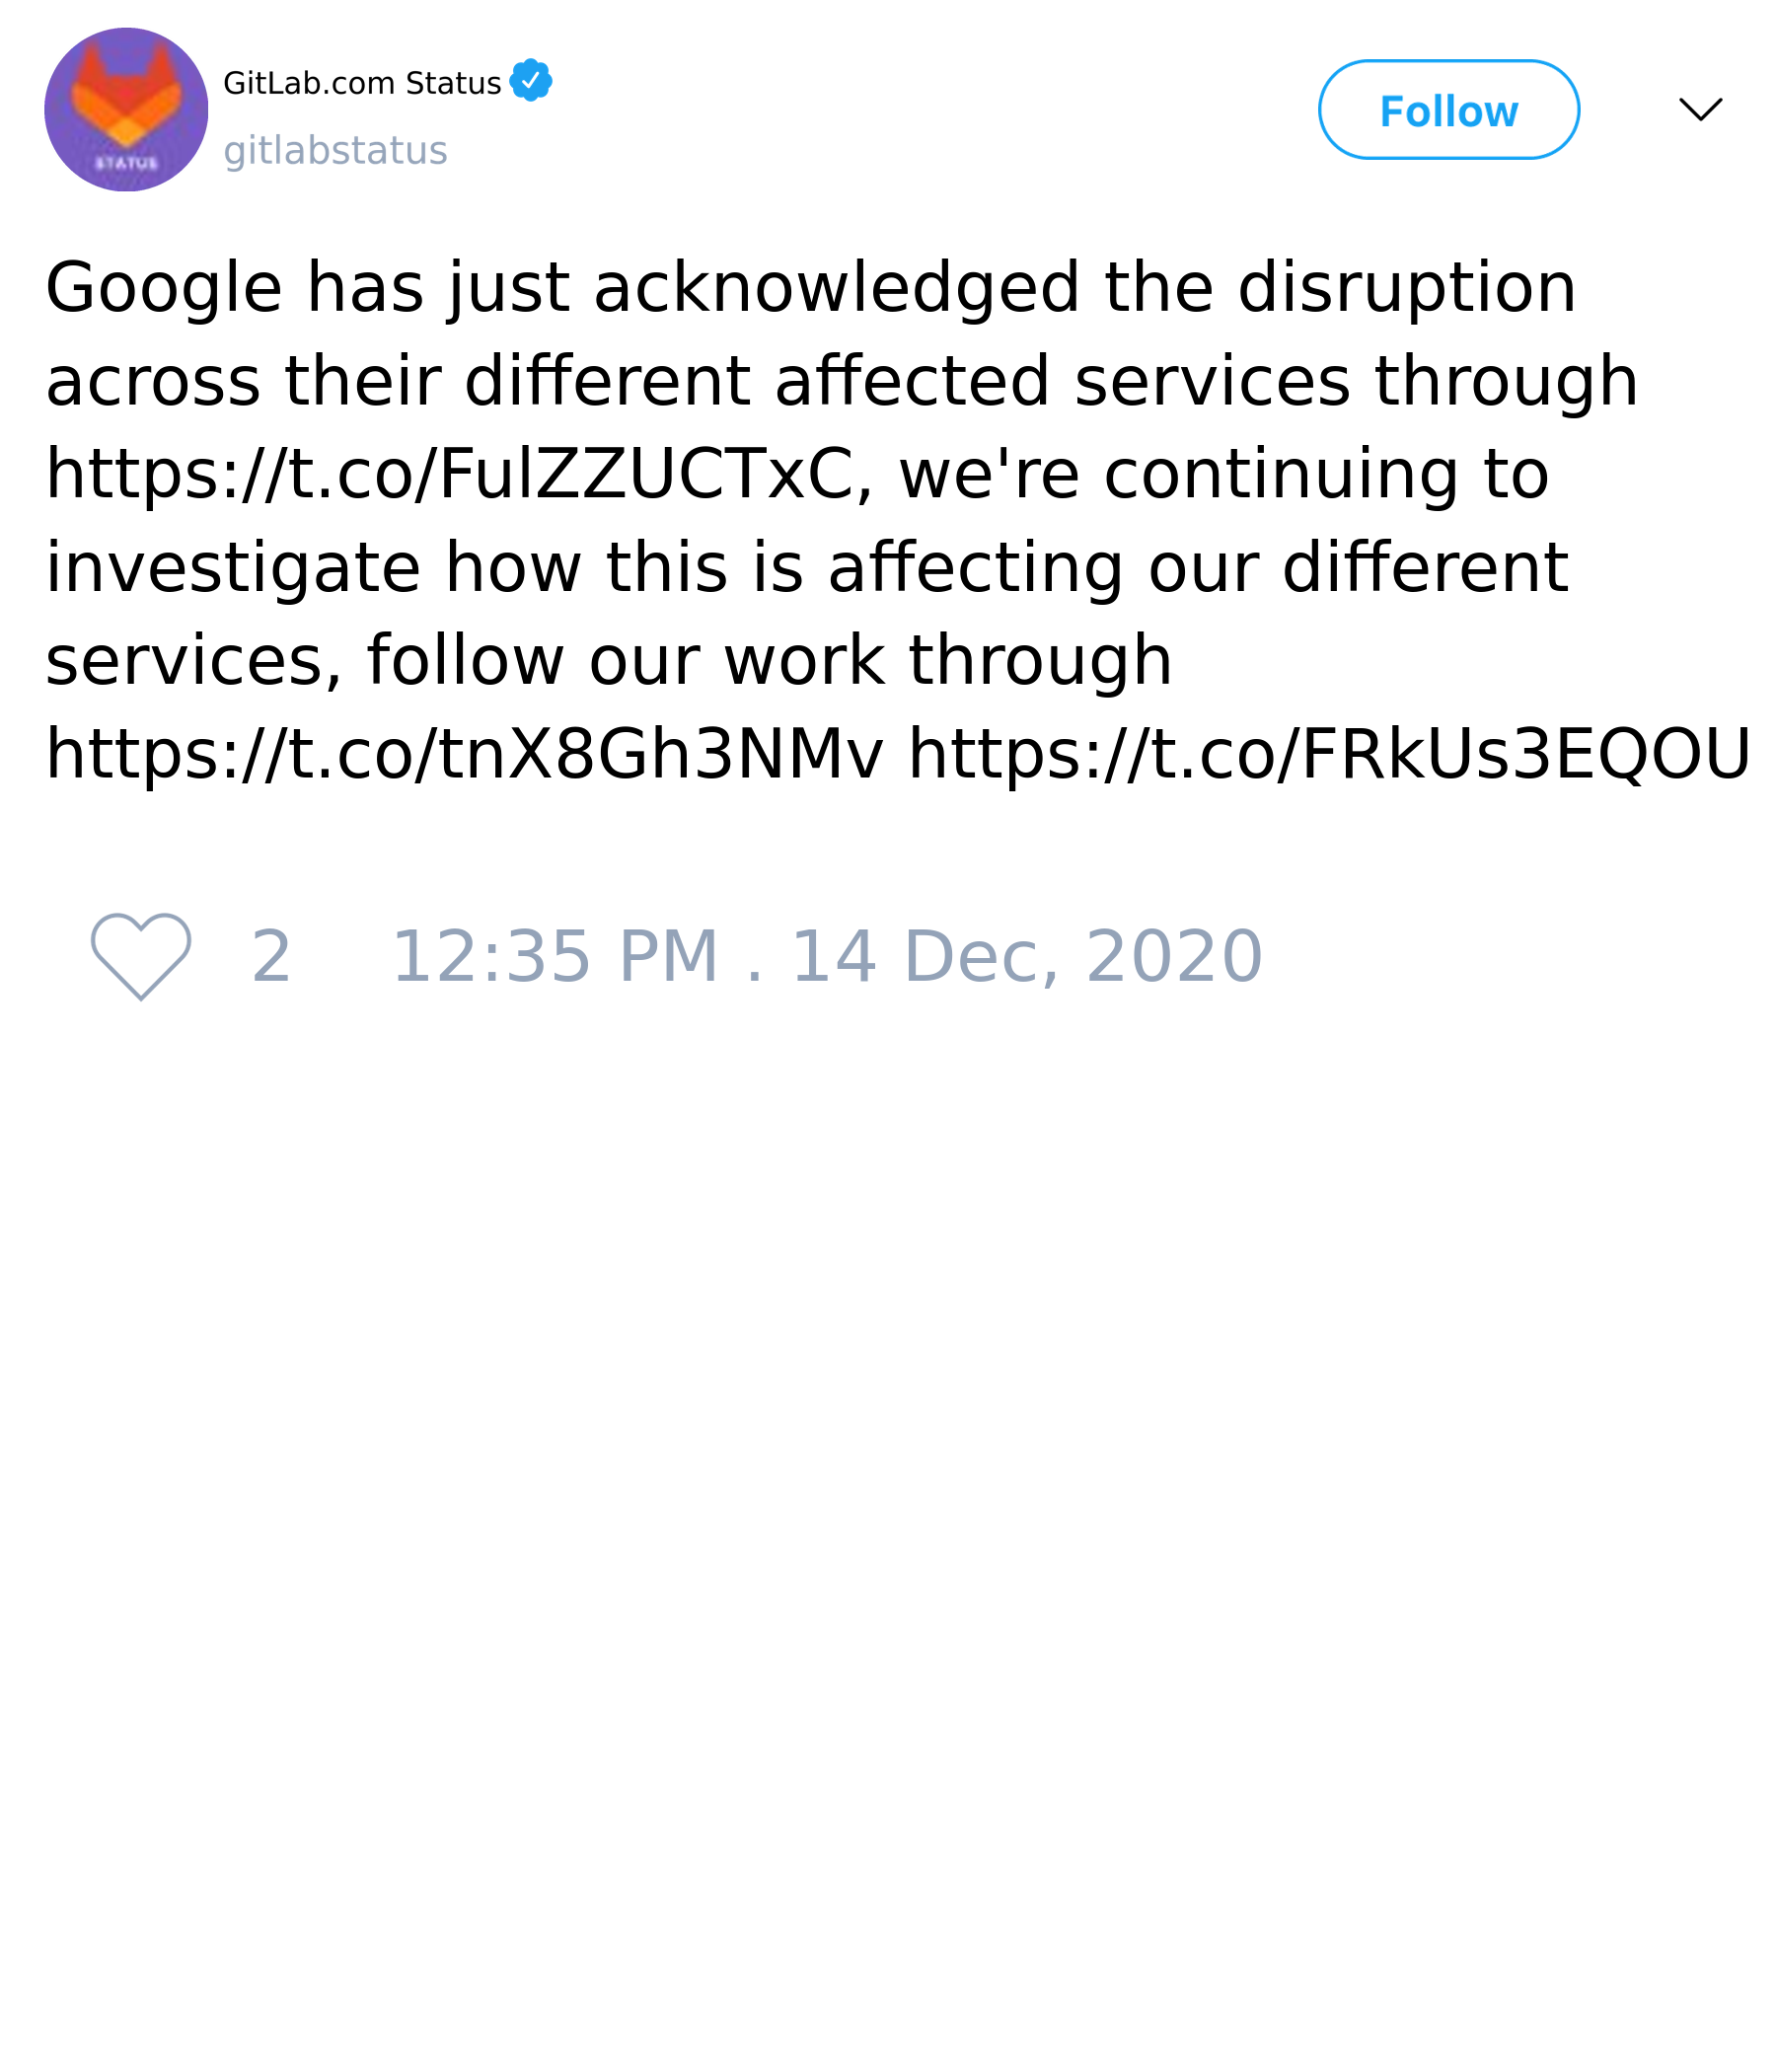 GitLab.com Status
gitlabstatus
Follow
STATUS
Google has just acknowledged the disruption
across their different affected services through
https://t.co/FulZZUCTxC, we're continuing to
investigate how this is affecting our different
services, follow our work through
https://t.co/tnX8Gh3NMv https://t.co/FRkUs3EQOU
2 12:35 PM . 14 Dec, 2020